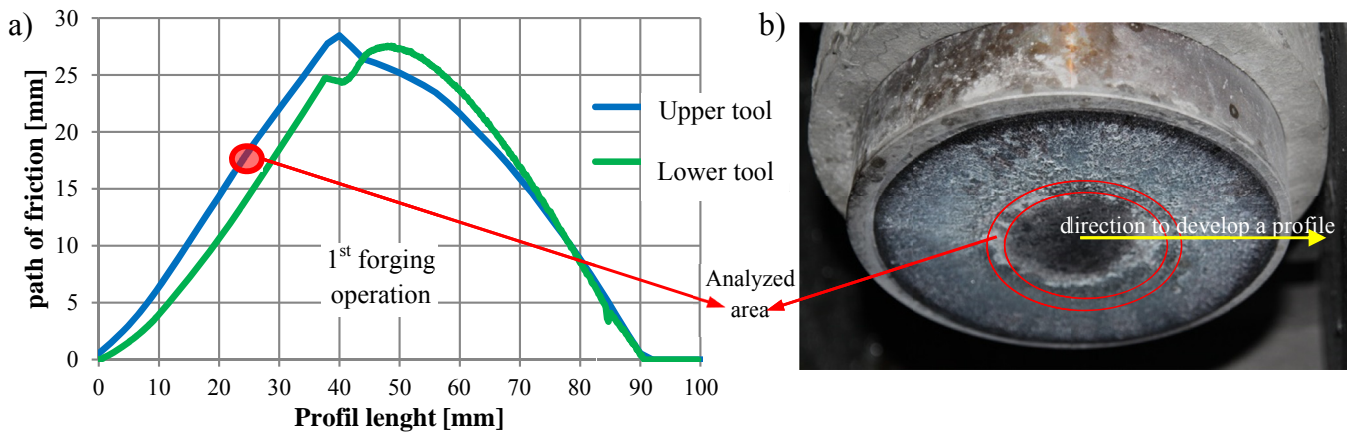 a)
path of friction [mm]
30
25
20
15
10
5
0
0 10 20 30 40 50 60 70 80 90 100
Profil lenght [mm]
Upper tool
Lower tool
1st forging
operation
Analyzed
area
b)
direction to develop a profile